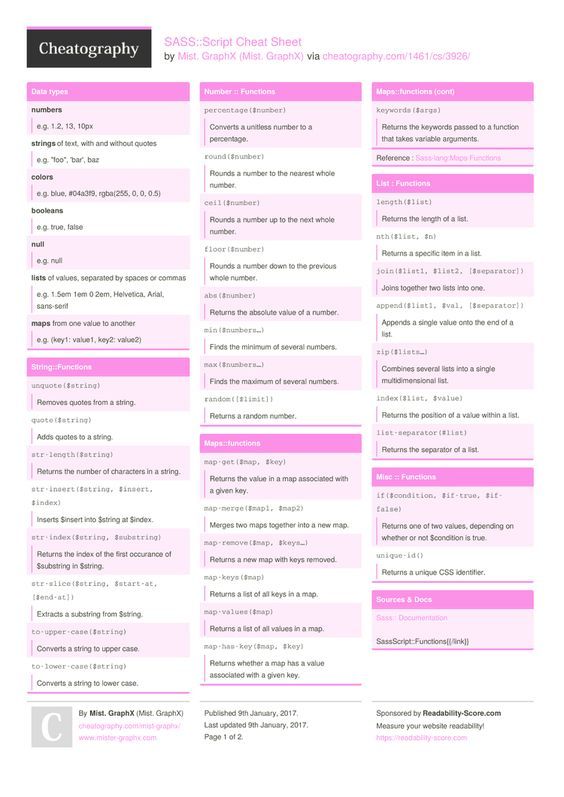 Cheatography
SASS::Script Cheat Sheet
by Mist. GraphX (Mist. GraphX) via cheatography.com/1461/cs/3926/
Data types
numbers
e.g. 1.2, 13, 10px
strings of text, with and without quotes
e.g. "foo", 'bar', baz
colors
e.g. blue, #04a3f9, rgba(255, 0, 0, 0.5)
booleans
e.g. true, false
null
e.g. null
lists of values, separated by spaces or commas
e.g. 1.5em 1em 0 2em, Helvetica, Arial,
sans-serif
maps from one value to another
e.g. (key1: value1, key2: value2)
String::Functions
unquote($string)
Removes quotes from a string.
quote($string)
Adds quotes to a string.
str-length($string)
Returns the number of characters in a string.
str-insert($string, $insert,
$index)
Inserts $insert into $string at $index.
str-index($string, $substring)
Returns the index of the first occurance of
$substring in $string.
str-slice($string, $start-at,
[$end-at])
Extracts a substring from $string.
to-upper-case($string)
Converts a string to upper case.
to-lower-case($string)
Converts a string to lower case.
Number :: Functions
percentage($number)
Converts a unitless number to a
percentage.
round($number)
Rounds a number to the nearest whole
number.
ceil($number)
Rounds a number up to the next whole
number.
floor($number)
Rounds a number down to the previous
whole number.
abs($number)
Returns the absolute value of a number.
min($numbers…)
Finds the minimum of several numbers.
max($numbers…)
Finds the maximum of several numbers.
random([$limit])
Returns a random number.
Maps::functions
map-get($map, $key)
Returns the value in a map associated with
a given key.
map-merge($map1, $map2)
Merges two maps together into a new map.
map-remove($map, $keys…)
Returns a new map with keys removed.
map-keys($map)
Returns a list of all keys in a map.
map-values($map)
Returns a list of all values in a map.
map-has-key($map, $key)
Returns whether a map has a value
associated with a given key.
Maps::functions (cont)
keywords($args)
Returns the keywords passed to a function
that takes variable arguments.
Reference : Sass-lang:Maps Functions
List : Functions
length($list)
Returns the length of a list.
nth($list, $n)
Returns a specific item in a list.
join($list1, $list2, [$separator])
Joins together two lists into one.
append($list1, $val, [$separator])
Appends a single value onto the end of a
list.
zip($lists…)
Combines several lists into a single
multidimensional list.
index($list, $value)
Returns the position of a value within a list.
list-separator(#list)
Returns the separator of a list.
Misc :: Functions
if($condition, $if-true, $if-
false)
Returns one of two values, depending on
whether or not $condition is true.
unique-id()
Returns a unique CSS identifier.
Sources & Docs
Sass:: Documentation
SassScript::Functions{{/link}}
C
By Mist. GraphX (Mist. GraphX)
cheatography.com/mist-graphx/
www.mister-graphx.com
Published 9th January, 2017.
Last updated 9th January, 2017.
Page 1 of 2.
Sponsored by Readability-Score.com
Measure your website readability!
https://readability-score.com